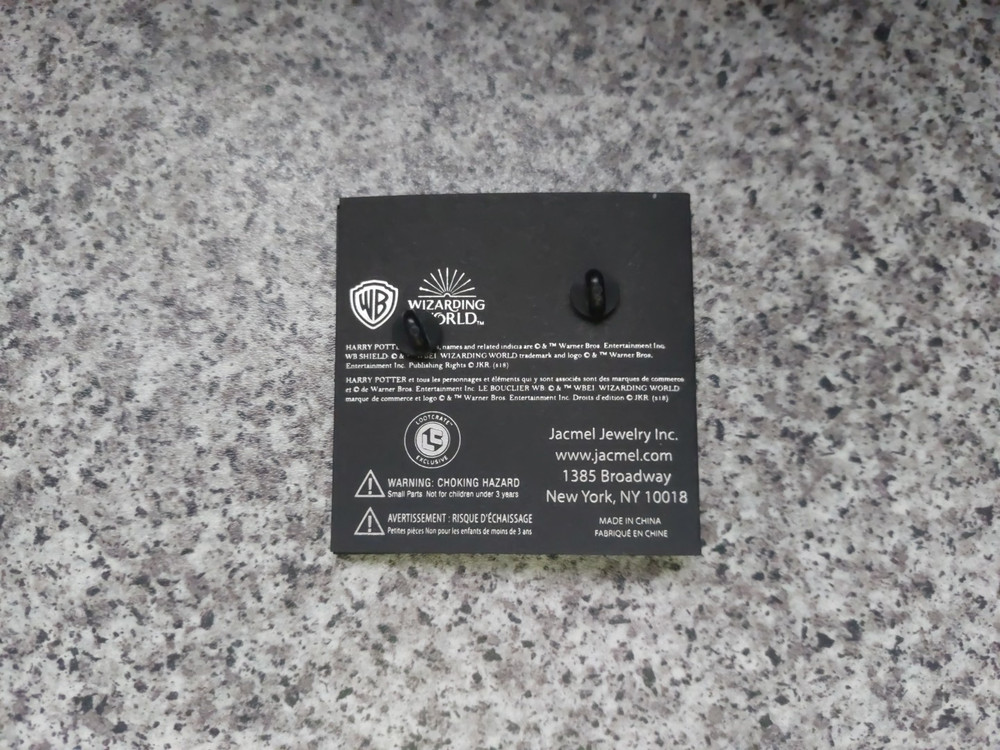 WB
WIZARDING
WORLD™
HARRY POTTER names and related indicia are © & ™ Warner Bros. Entertainment Inc.
WB SHIELD: © & WBEI. WIZARDING WORLD trademark and logo © & ™ Warner Bros.
Entertainment Inc. Publishing Rights © JKR. (s18)
HARRY POTTER et tous les personnages et éléments qui y sont associés sont des marques de commerce
et © de Warner Bros. Entertainment Inc. LE BOUCLIER WB: © & ™ WBEI. WIZARDING WORLD
marque de commerce et logo © & ™ Warner Bros. Entertainment Inc. Droits d'édition © JKR. (s18)
LOOTCRATE™
EXCLUSIVE
WARNING: CHOKING HAZARD
Small Parts Not for children under 3 years
AVERTISSEMENT : RISQUE D'ÉCHAISSAGE
Petites pièces Non pour les enfants de moins de 3 ans
Jacmel Jewelry Inc.
www.jacmel.com
1385 Broadway
New York, NY 10018
MADE IN CHINA
FABRIQUÉ EN CHINE